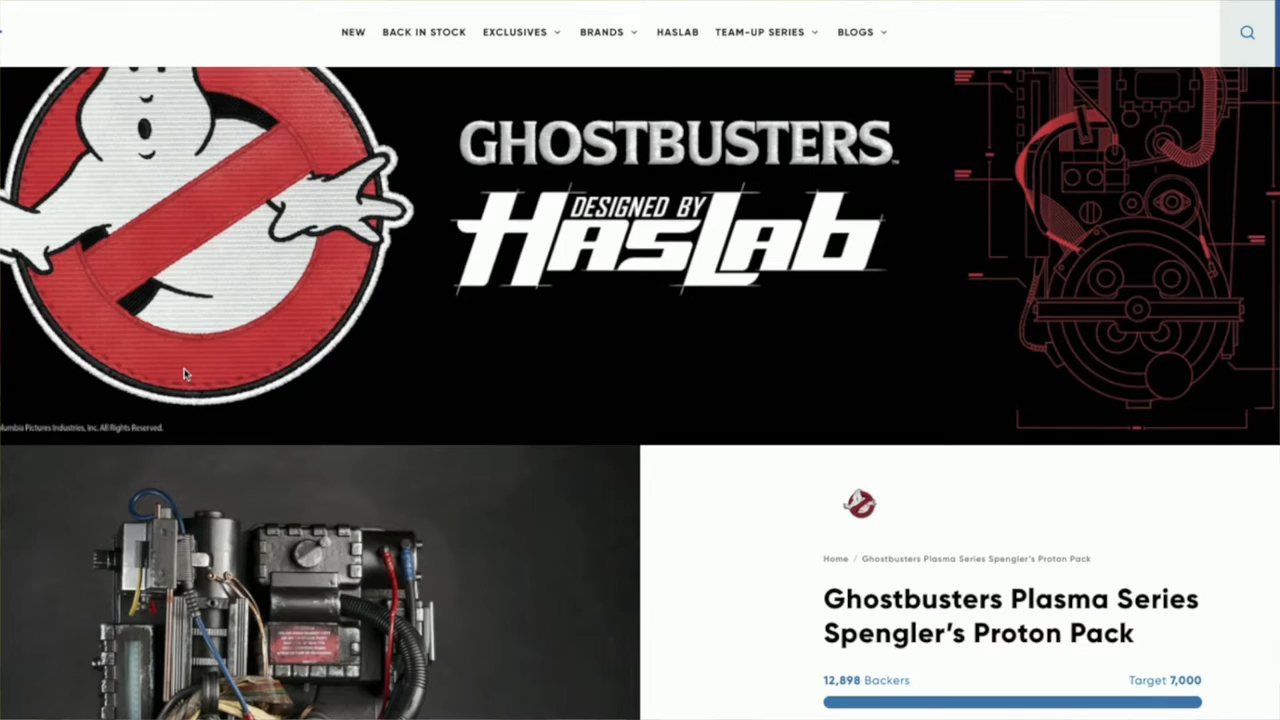 NEW BACK IN STOCK EXCLUSIVES BRANDS HASLAB TEAM-UP SERIES BLOGS
GHOSTBUSTERS™
DESIGNED BY
HasLab
Pictures Industries, Inc. All Rights Reserved.
Home / Ghostbusters Plasma Series Spengler's Proton Pack
Ghostbusters Plasma Series
Spengler's Proton Pack
12,898 Backers Target 7,000